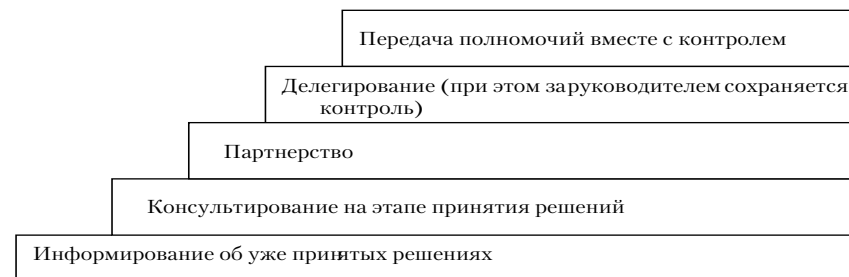 Передача полномочий вместе с контролем
Делегирование (при этом за руководителем сохраняется
контроль)
Партнерство
Консультирование на этапе принятия решений
Информирование об уже принятых решениях